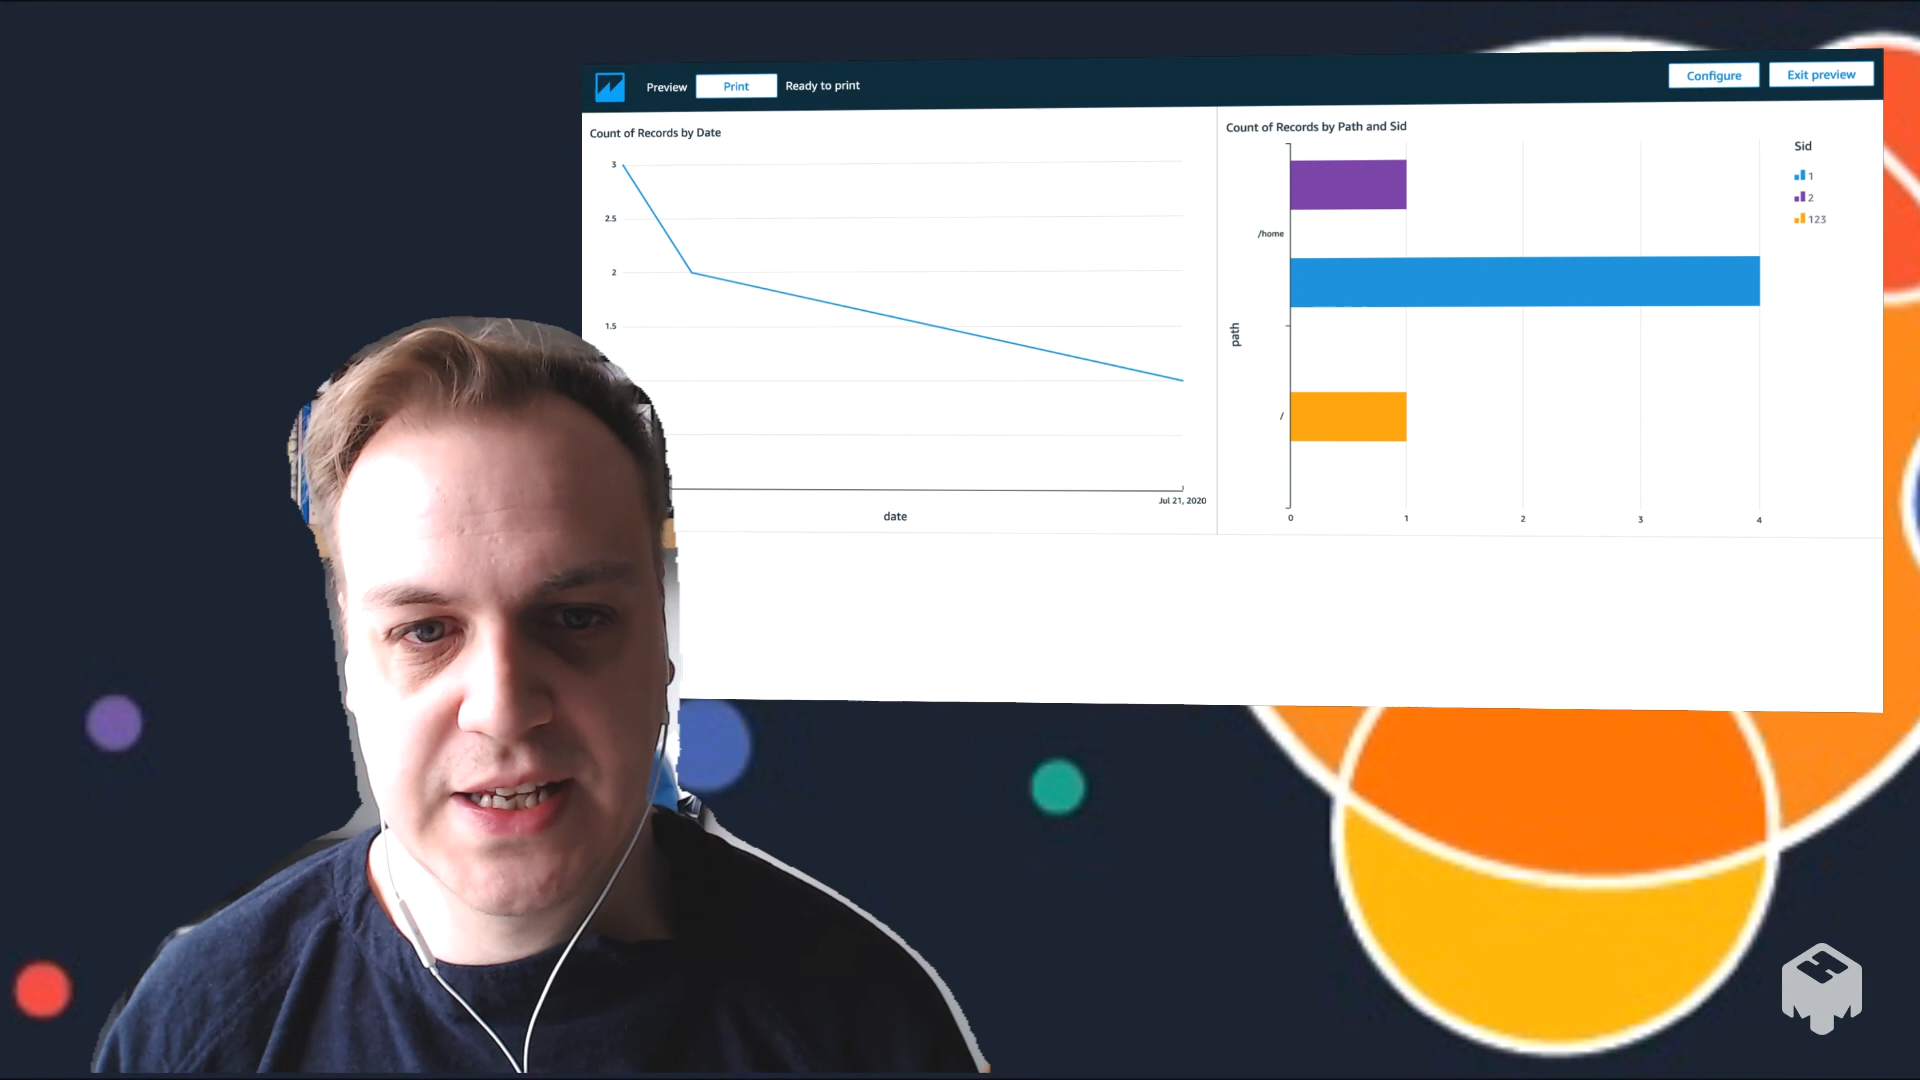 Preview Print Ready to print Configure Exit preview
Count of Records by Date
3
2.5
2
1.5
Jul 21, 2020
date
Count of Records by Path and Sid
Sid
1
2
123
/home
path
/
0 1 2 3 4